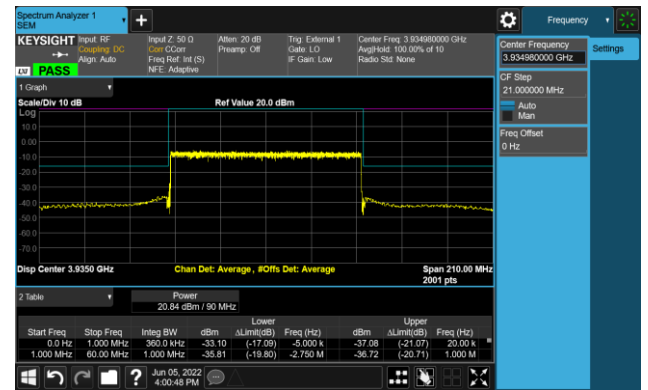 Spectrum Analyzer 1
SEM
Frequency
KEYSIGHT
Input: RF
Coupling: DC
Align: Auto
Input Z: 50 Ω
Corr CCorr
Freq Ref: Int (S)
NFE: Adaptive
Atten: 20 dB
Preamp: Off
Trig: External 1
Gate: LO
IF Gain: Low
Center Freq: 3.934980000 GHz
Avg|Hold: 100.00% of 10
Radio Std: None
LXI PASS
Center Frequency
3.934980000 GHz
Settings
CF Step
21.000000 MHz
Auto
Man
Freq Offset
0 Hz
1 Graph
Scale/Div 10 dB
Ref Value 20.0 dBm
Log
10.0
0.00
-10.0
-20.0
-30.0
-40.0
-50.0
-60.0
-70.0
Disp Center 3.9350 GHz
Chan Det: Average, #Offs Det: Average
Span 210.00 MHz
2001 pts
2 Table
Power
20.84 dBm / 90 MHz
Lower Upper
Start Freq Stop Freq Integ BW dBm ΔLimit(dB) Freq (Hz) dBm ΔLimit(dB) Freq (Hz)
0.0 Hz 1.000 MHz 360.0 kHz -33.10 (-17.09) -5.000 k -37.08 (-21.07) 20.00 k
1.000 MHz 60.00 MHz 1.000 MHz -35.81 (-19.80) -2.750 M -36.72 (-20.71) 1.000 M
Jun 05, 2022
4:00:48 PM